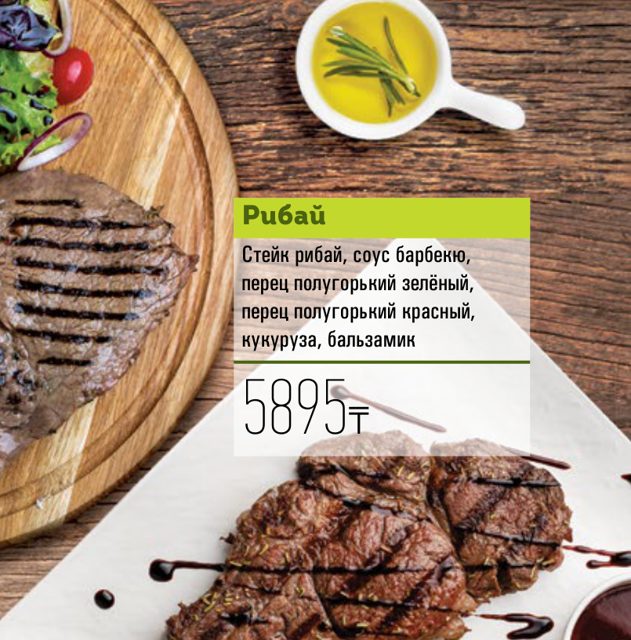 Рибай
Стейк рибай, соус барбекю,
перец полугорький зелёный,
перец полугорький красный,
кукуруза, бальзамик
5895₸